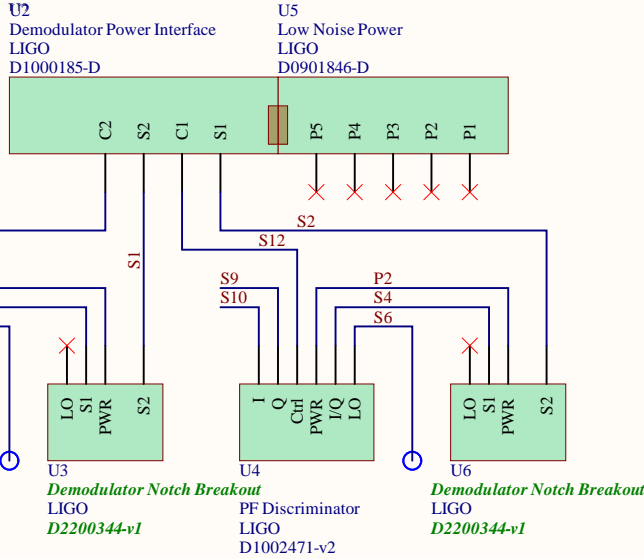 U2
Demodulator Power Interface
LIGO
D1000185-D
U5
Low Noise Power
LIGO
D0901846-D
C2
S2
C1
S1
P5
P4
P3
P2
P1
S2
S12
S1
S9
S10
P2
S4
S6
LO
S1
PWR
S2
I
Q
Ctrl
PWR
I/Q
LO
LO
S1
PWR
S2
U3
Demodulator Notch Breakout
LIGO
D2200344-v1
U4
PF Discriminator
LIGO
D1002471-v2
U6
Demodulator Notch Breakout
LIGO
D2200344-v1